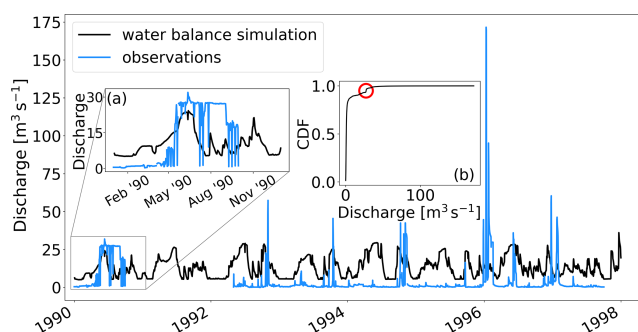 water balance simulation
observations
Discharge [m³ s⁻¹]
175
150
125
100
75
50
25
0
1990
1992
1994
1996
1998
(a)
Discharge
30
15
0
Feb '90
May '90
Aug '90
Nov '90
(b)
CDF
1.0
0.5
0.0
0
100
Discharge [m³ s⁻¹]